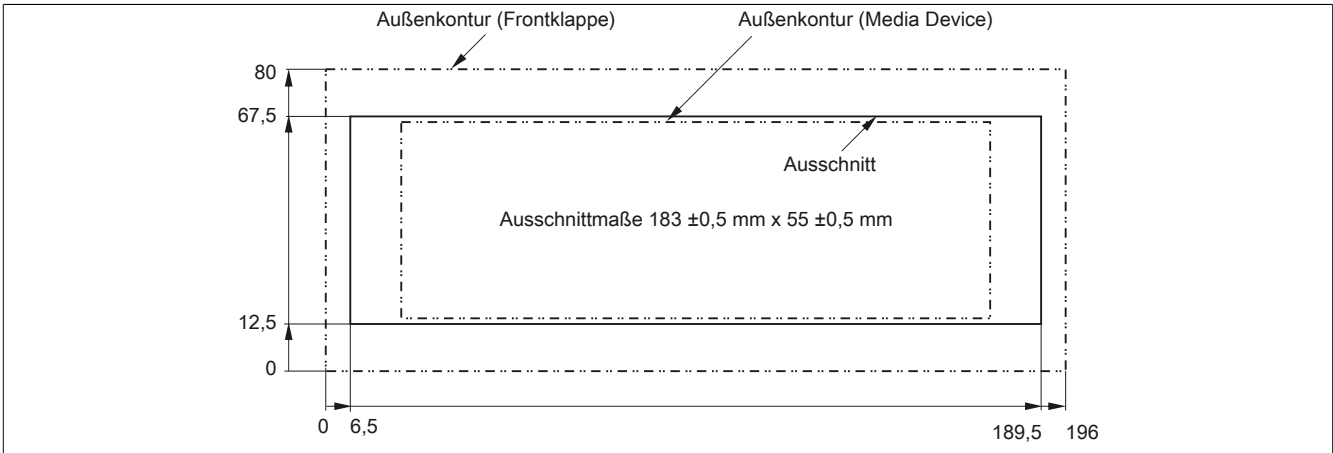 Außenkontur (Frontklappe)
Außenkontur (Media Device)
80
67,5
Ausschnitt
Ausschnittmaße 183 ±0,5 mm x 55 ±0,5 mm
12,5
0
0
6,5
189,5
196